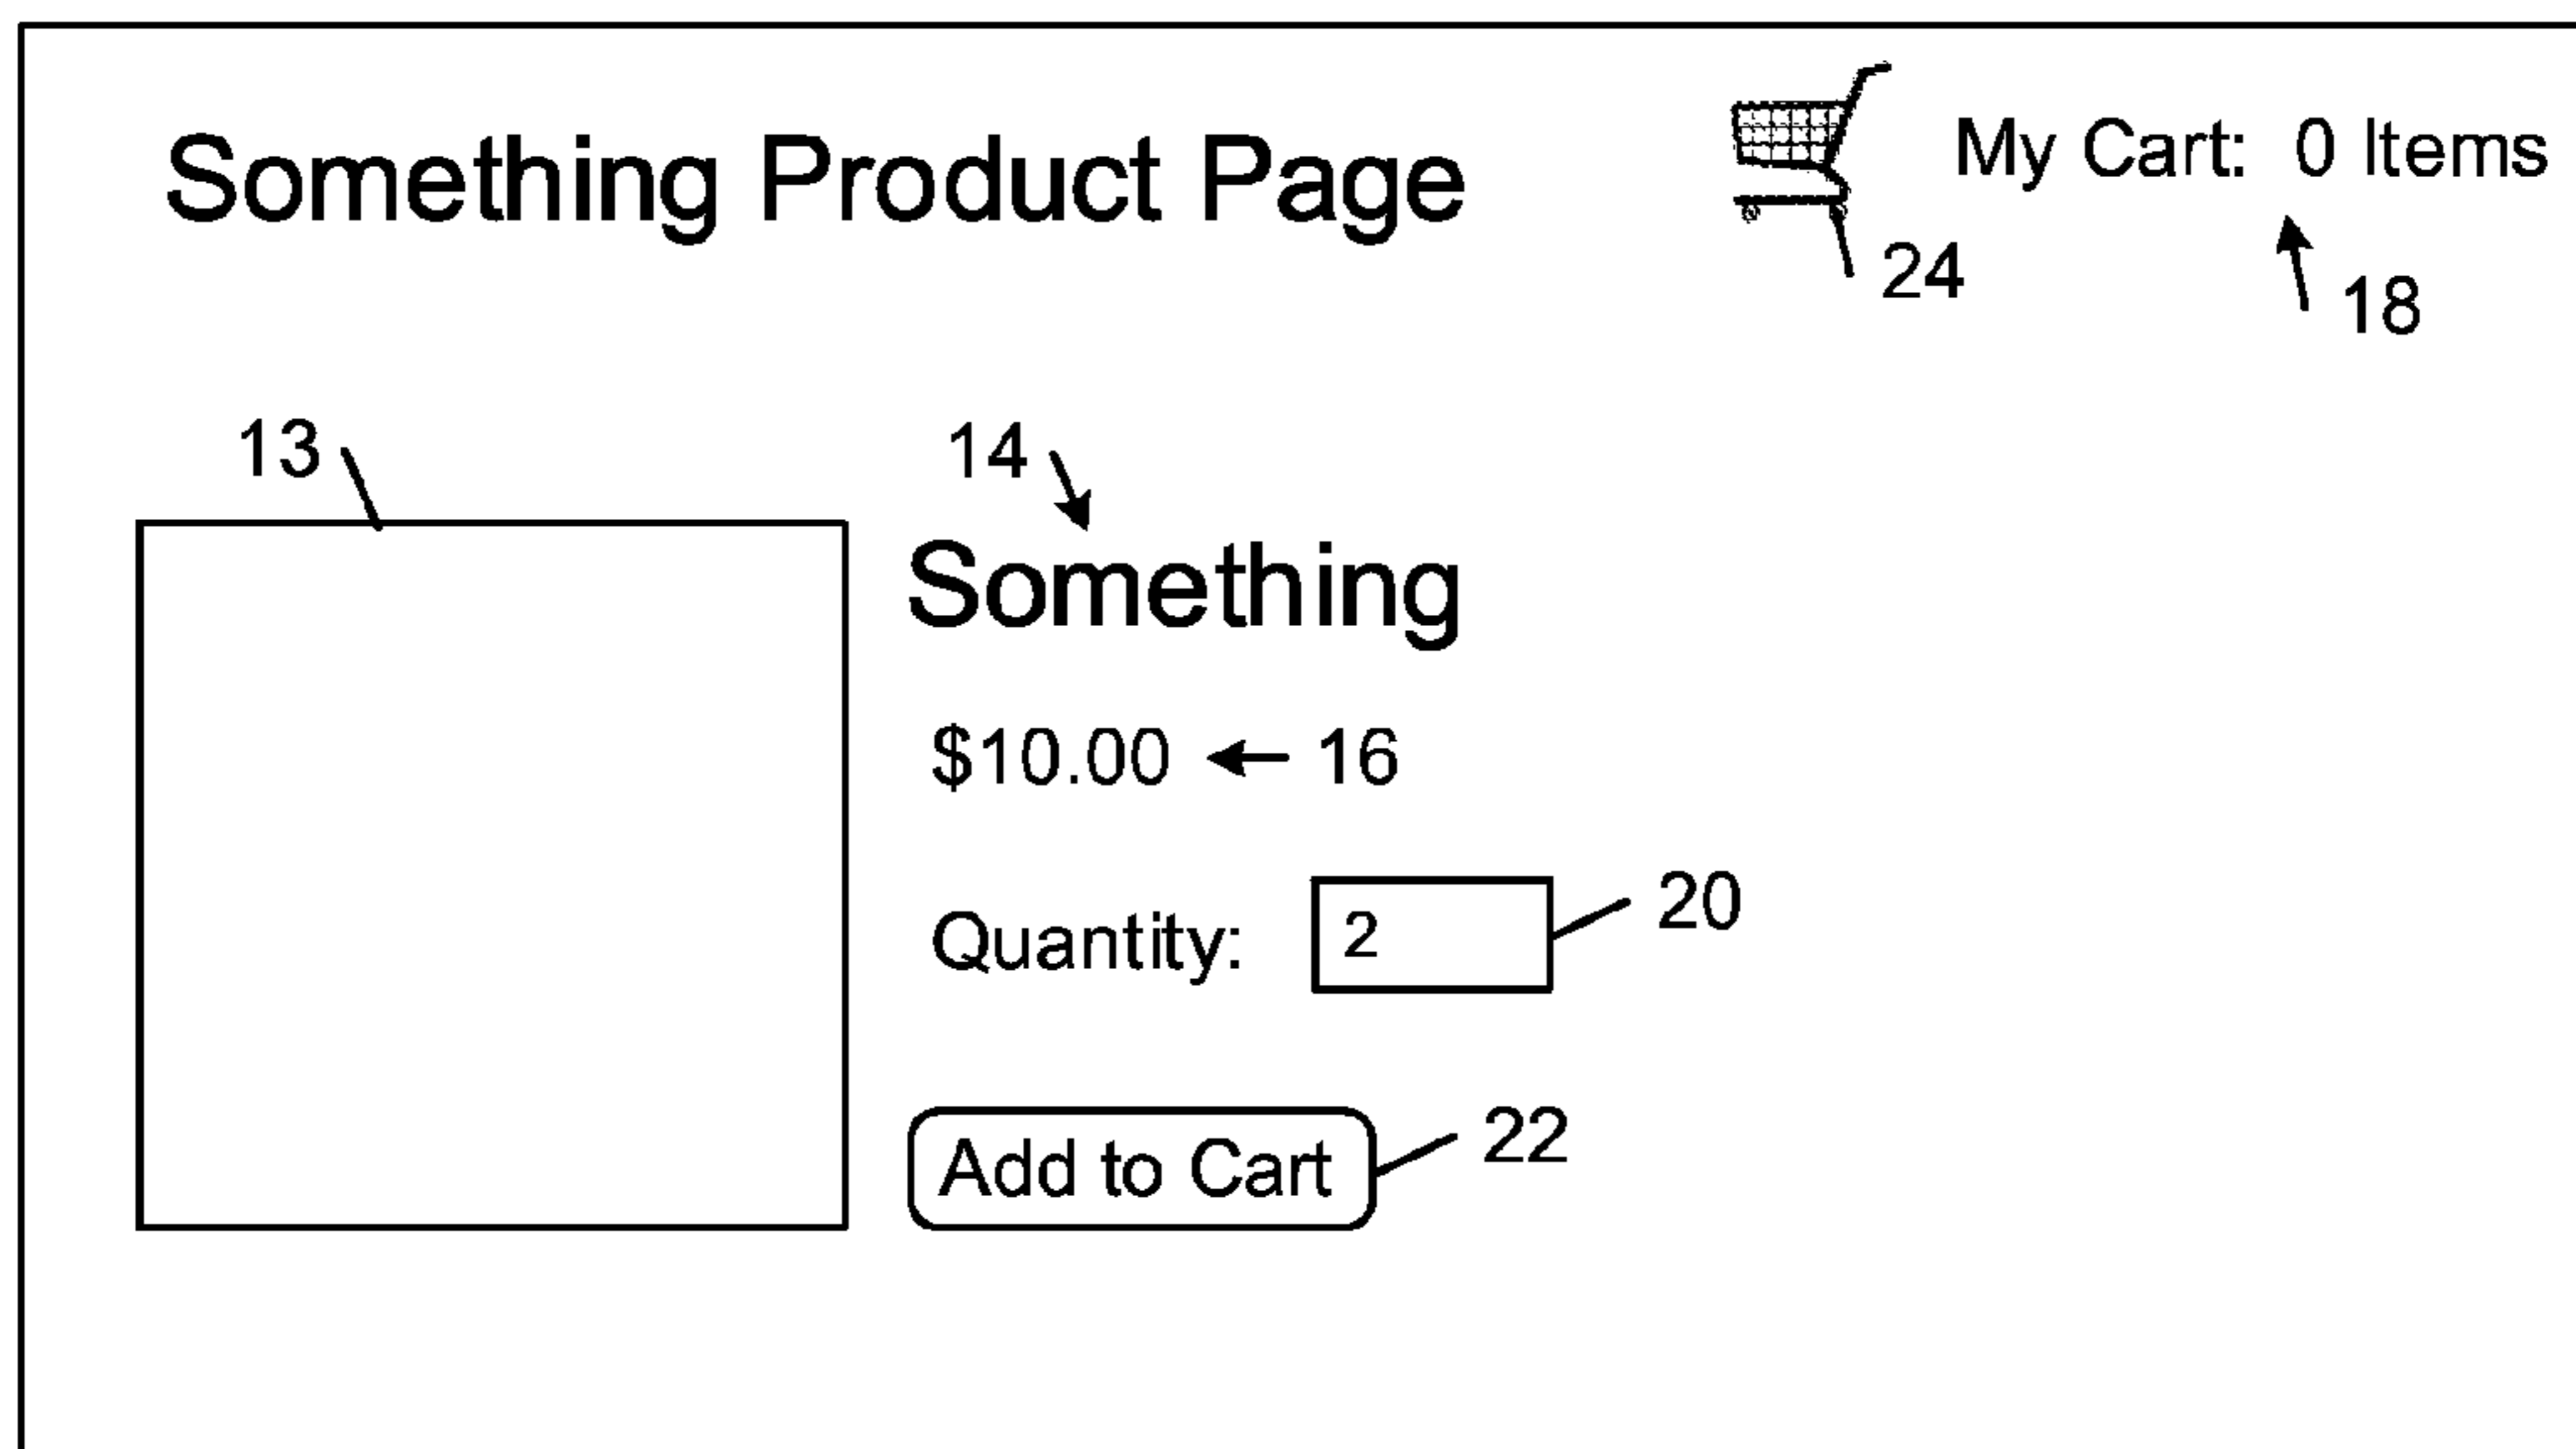 Something Product Page
My Cart: 0 Items
24
18
13
14
Something
$10.00 16
Quantity: 2 20
Add to Cart 22